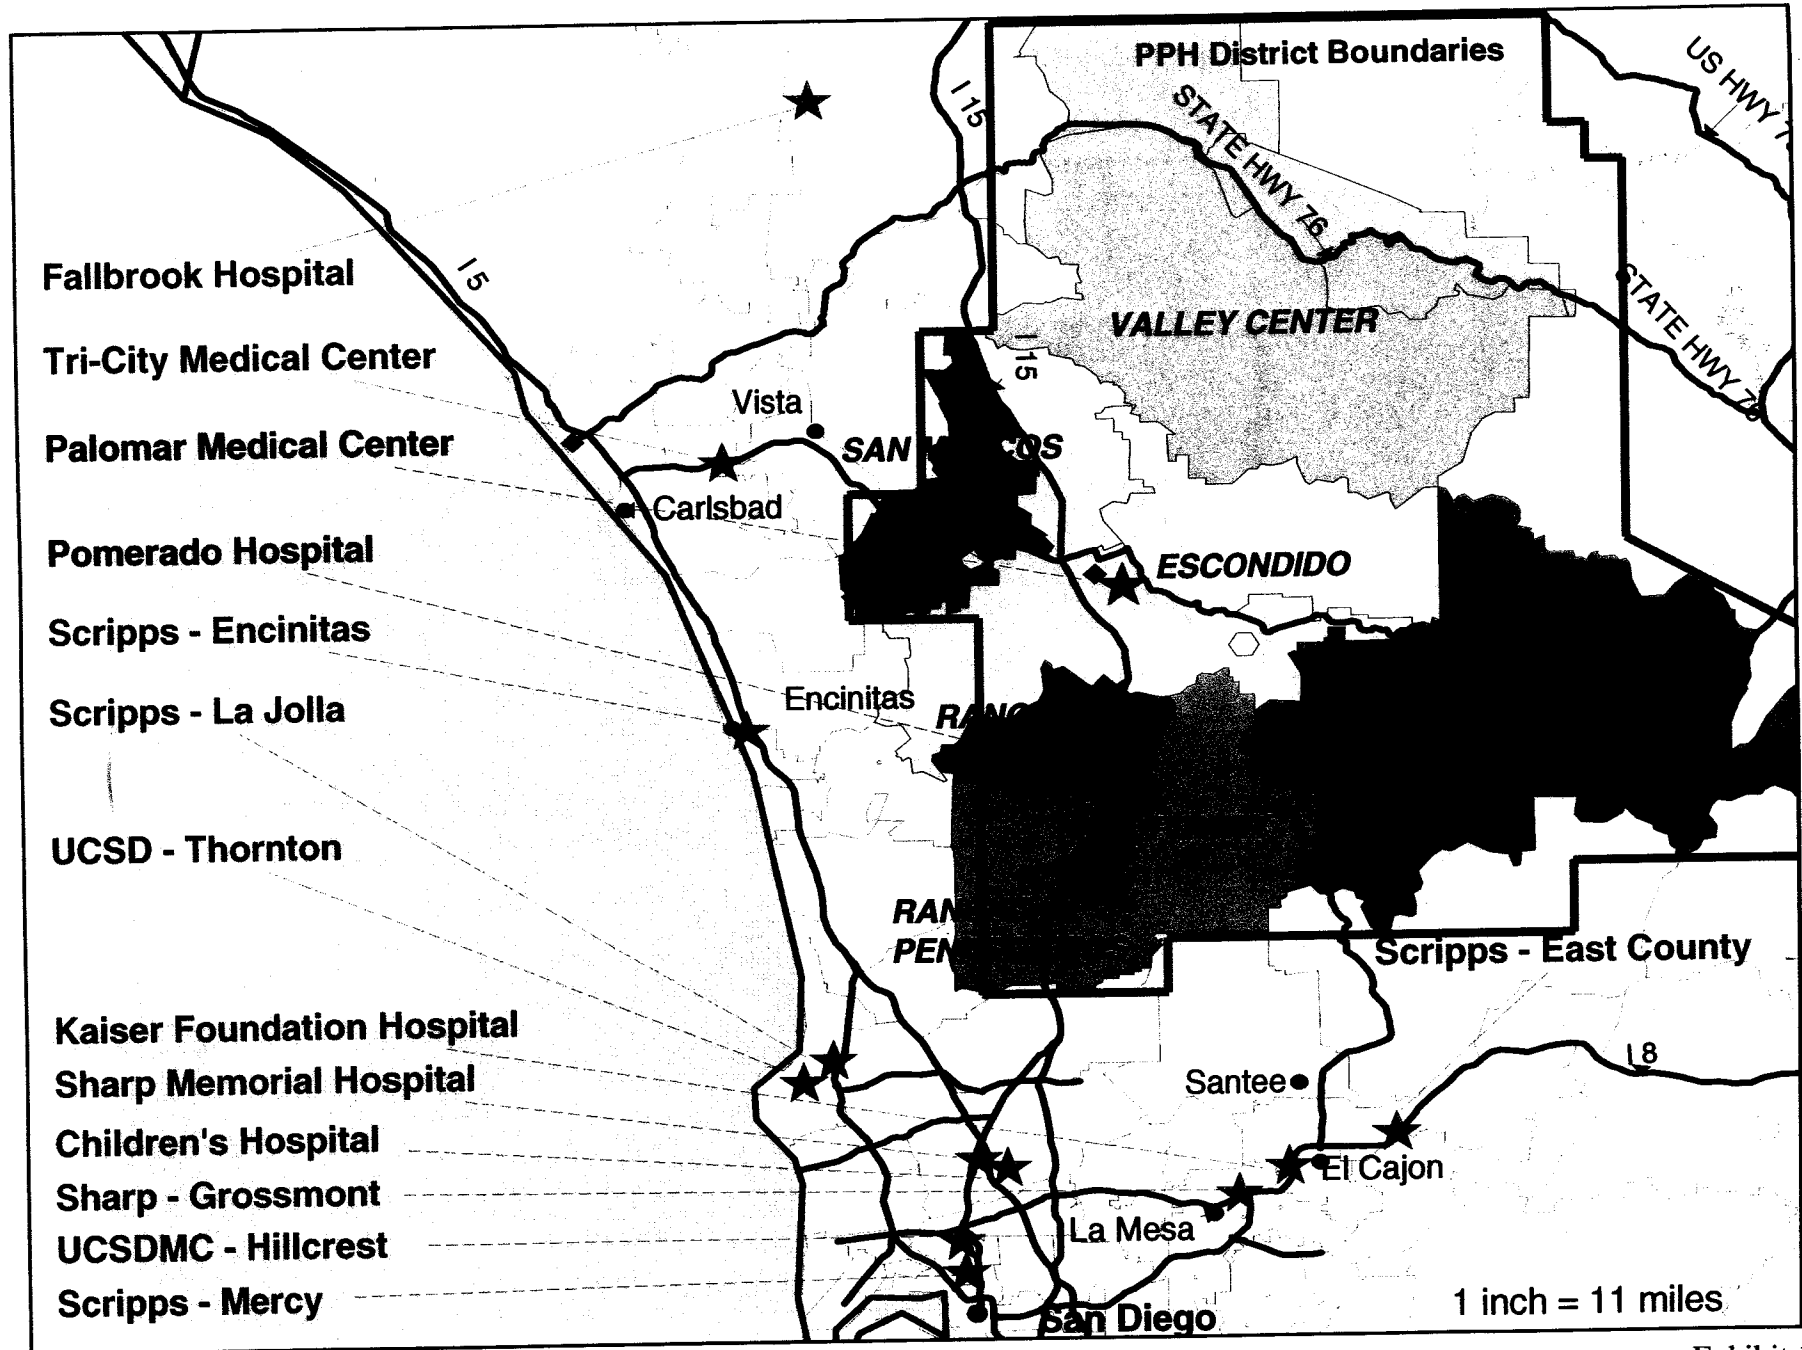 PPH District Boundaries
US HWY
I 15
STATE HWY 76
I 5
Fallbrook Hospital
STATE HWY 76
VALLEY CENTER
Tri-City Medical Center
I 15
Vista
Palomar Medical Center
SAN
Carlsbad
Pomerado Hospital
ESCONDIDO
Scripps - Encinitas
Encinitas
Scripps - La Jolla
UCSD - Thornton
Scripps - East County
Kaiser Foundation Hospital
I 8
Sharp Memorial Hospital
Santee
Children's Hospital
El Cajon
Sharp - Grossmont
La Mesa
UCSDMC - Hillcrest
Scripps - Mercy
1 inch = 11 miles
San Diego